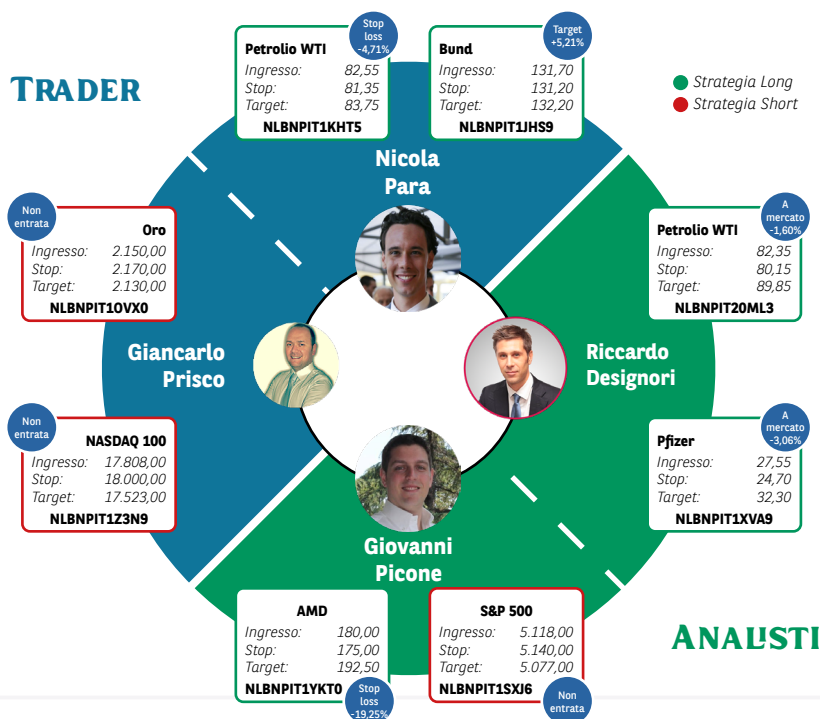 TRADER
Petrolio WTI
Ingresso: 82,55
Stop: 81,35
Target: 83,75
NLBNPIT1KHT5
Stop
loss
-4,71%
Bund
Ingresso: 131,70
Stop: 131,20
Target: 132,20
NLBNPIT1JHS9
Target
+5,21%
Strategia Long
Strategia Short
Nicola
Para
Non
entrata
Oro
Ingresso: 2.150,00
Stop: 2.170,00
Target: 2.130,00
NLBNPIT1OVX0
A
mercato
-1,60%
Petrolio WTI
Ingresso: 82,35
Stop: 80,15
Target: 89,85
NLBNPIT20ML3
Giancarlo
Prisco
Riccardo
Designori
Non
entrata
NASDAQ 100
Ingresso: 17.808,00
Stop: 18.000,00
Target: 17.523,00
NLBNPIT1Z3N9
A
mercato
-3,06%
Pfizer
Ingresso: 27,55
Stop: 24,70
Target: 32,30
NLBNPIT1XVA9
Giovanni
Picone
AMD
Ingresso: 180,00
Stop: 175,00
Target: 192,50
NLBNPIT1YKT0
Stop
loss
-19,25%
S&P 500
Ingresso: 5.118,00
Stop: 5.140,00
Target: 5.077,00
NLBNPIT1SXJ6
Non
entrata
ANALISTI